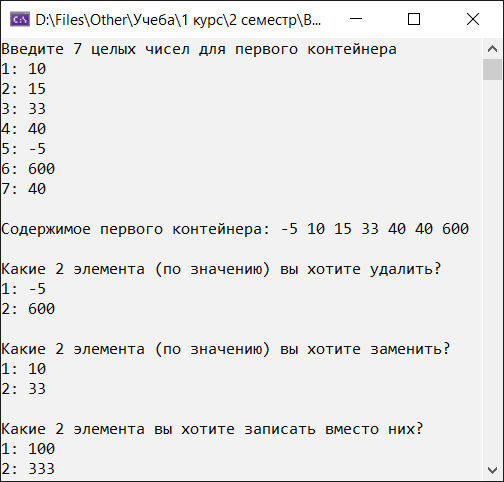 D:\Files\Other\Учеба\1 курс\2 семестр\В...
Введите 7 целых чисел для первого контейнера
1: 10
2: 15
3: 33
4: 40
5: -5
6: 600
7: 40
Содержимое первого контейнера: -5 10 15 33 40 40 600
Какие 2 элемента (по значению) вы хотите удалить?
1: -5
2: 600
Какие 2 элемента (по значению) вы хотите заменить?
1: 10
2: 33
Какие 2 элемента вы хотите записать вместо них?
1: 100
2: 333